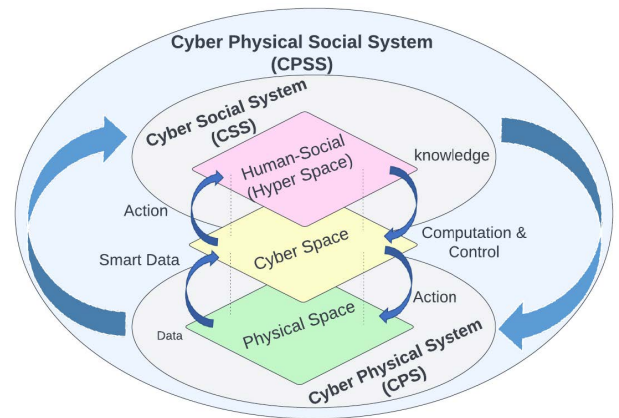 Cyber Physical Social System
(CPSS)
Cyber Social System
(CSS)
Human-Social
(Hyper Space)
knowledge
Action
Cyber Space
Computation &
Control
Smart Data
Action
Physical Space
Data
Cyber Physical System
(CPS)